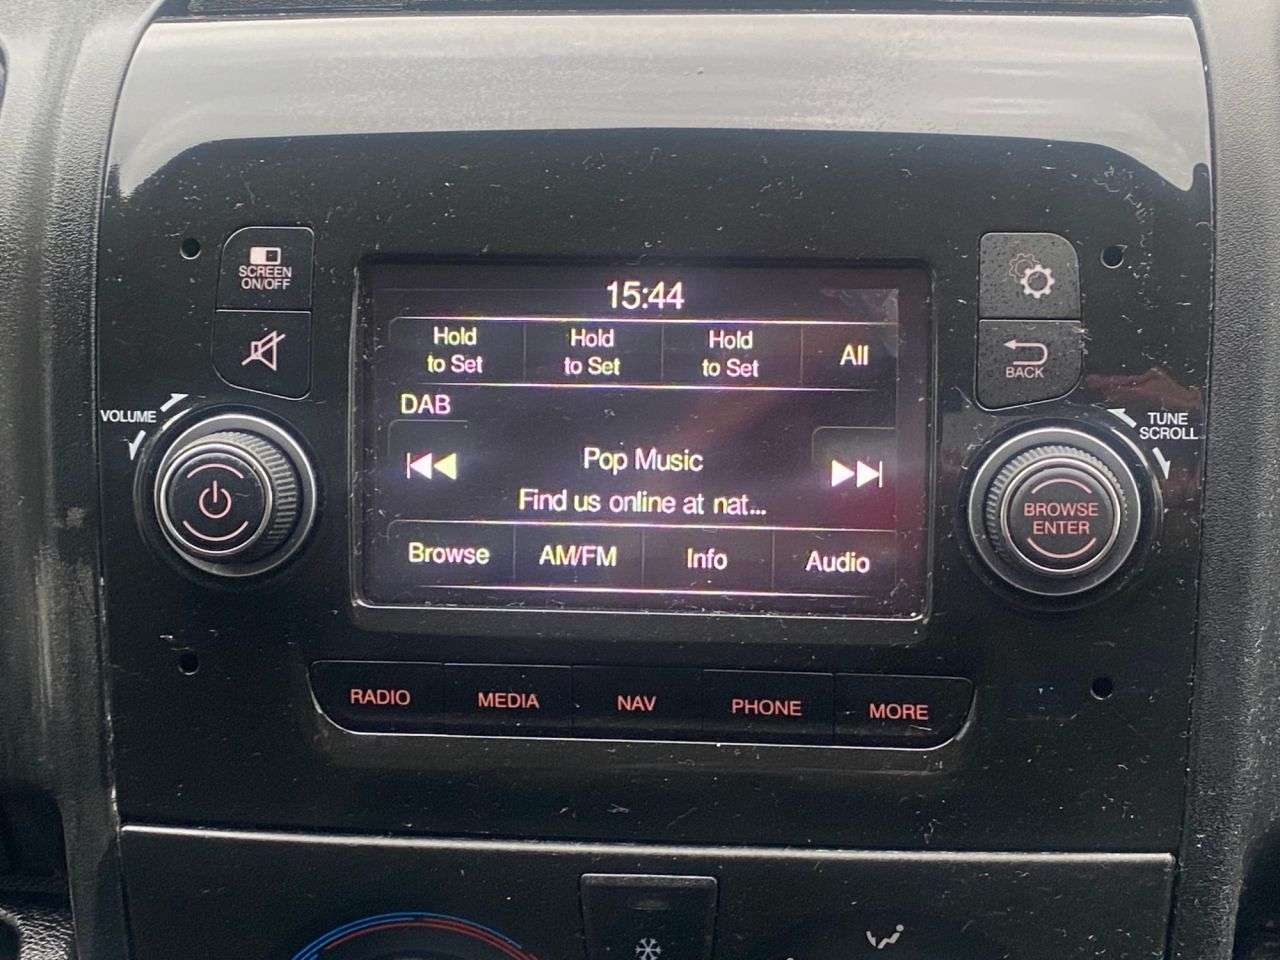 SCREEN
ON/OFF
VOLUME
15:44
Hold
to Set
Hold
to Set
Hold
to Set
All
DAB
Pop Music
Find us online at nat...
Browse
AM/FM
Info
Audio
BACK
TUNE
SCROLL
BROWSE
ENTER
RADIO
MEDIA
NAV
PHONE
MORE